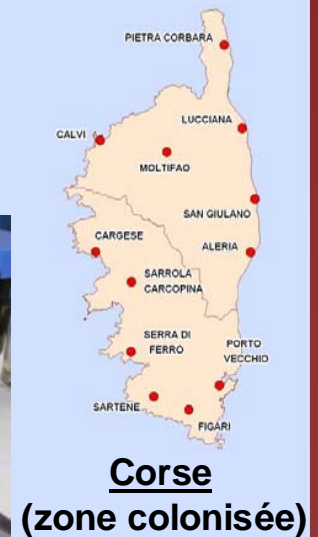 PIETRA CORBARA
LUCCIANA
CALVI
MOLTIFAO
SAN GIULANO
CARGESE
ALERIA
SARROLA
CARCOPINA
SERRA DI
FERRO
PORTO
VECCHIO
SARTENE
FIGARI
Corse
(zone colonisée)